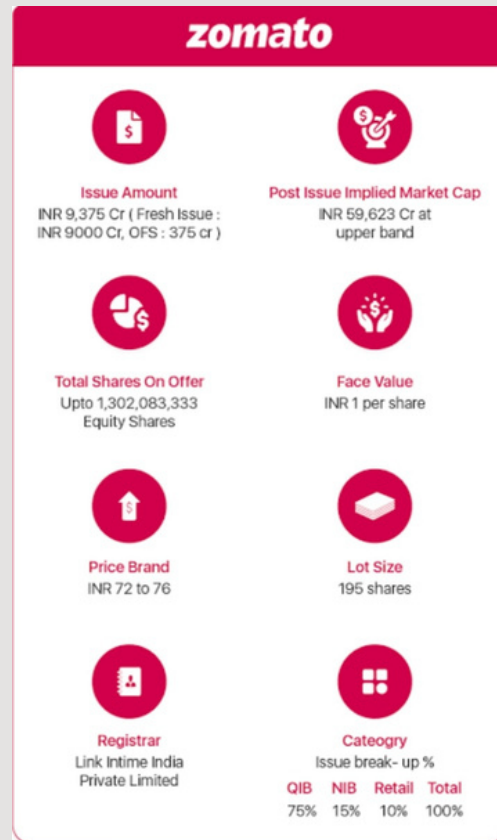 zomato
Issue Amount
INR 9,375 Cr ( Fresh Issue :
INR 9000 Cr, OFS : 375 cr )
Post Issue Implied Market Cap
INR 59,623 Cr at
upper band
Total Shares On Offer
Upto 1,302,083,333
Equity Shares
Face Value
INR 1 per share
Price Brand
INR 72 to 76
Lot Size
195 shares
Registrar
Link Intime India
Private Limited
Cateogry
Issue break- up %
QIB NIB Retail Total
75% 15% 10% 100%